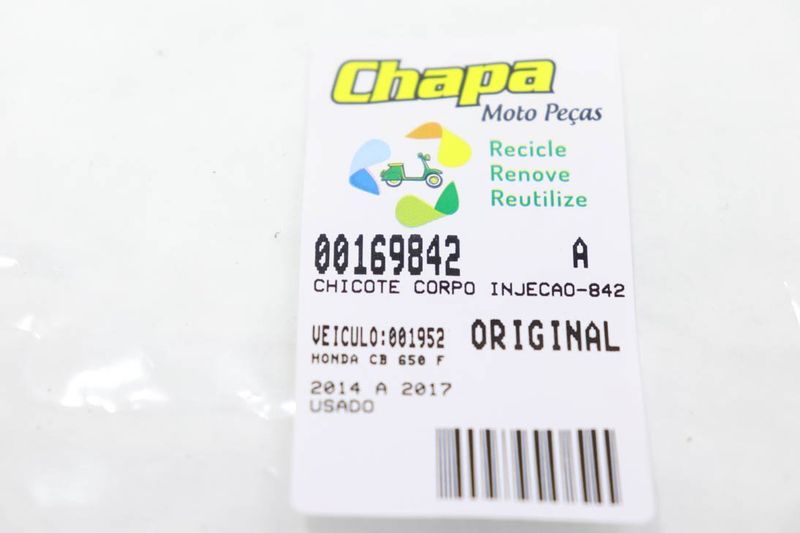 Chapa
Moto Peças
Recicle
Renove
Reutilize
00169842 A
CHICOTE CORPO INJECAO-842
VEICULO:001952 ORIGINAL
HONDA CB 650 F
2014 A 2017
USADO